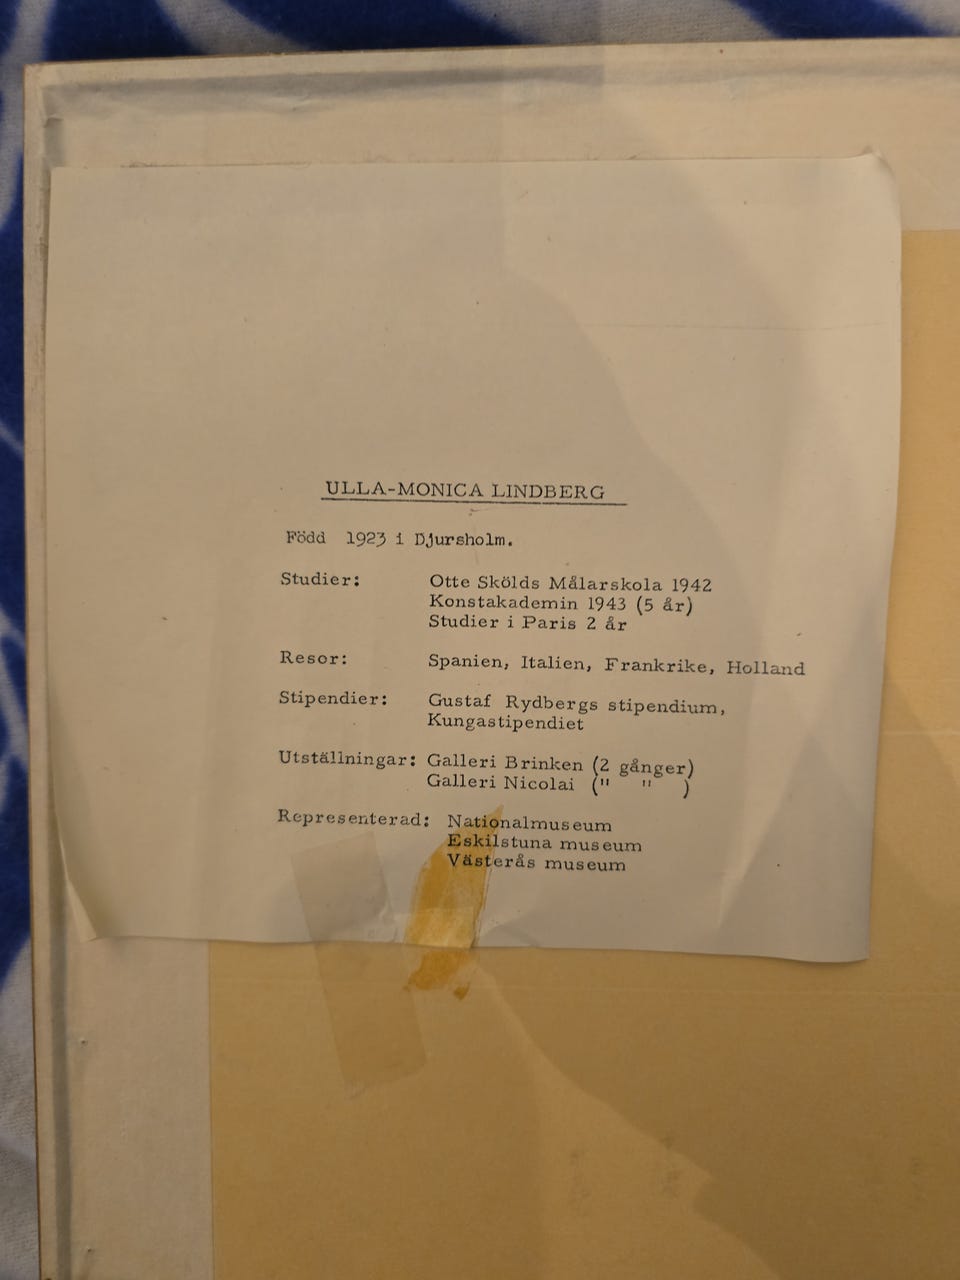 ULLA-MONICA LINDBERG
Född 1923 i Djursholm.
Studier: Otte Skölds Målarskola 1942
Konstakademin 1943 (5 år)
Studier i Paris 2 år
Resor: Spanien, Italien, Frankrike, Holland
Stipendier: Gustaf Rydbergs stipendium,
Kungastipendiet
Utställningar: Galleri Brinken (2 gånger)
Galleri Nicolai (" " )
Representerad: Nationalmuseum
Eskilstuna museum
Västerås museum